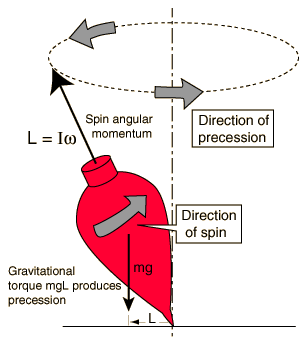 Spin angular
momentum
L = Iω
Direction of
precession
Direction
of spin
mg
Gravitational
torque mgL produces
precession
L